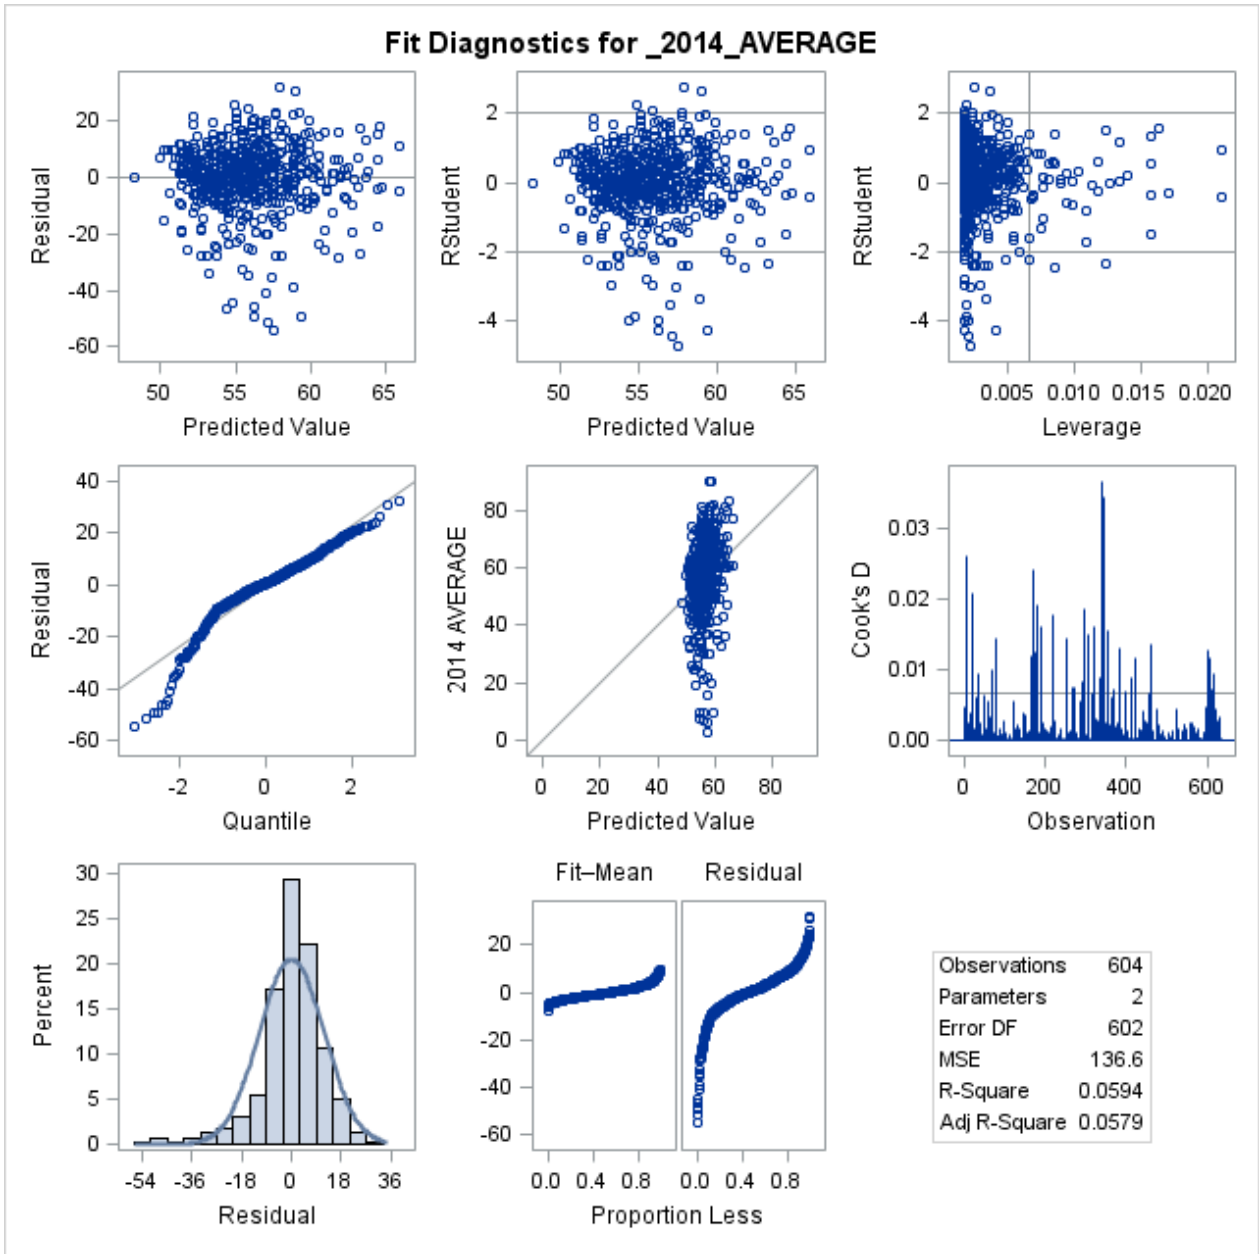 Fit Diagnostics for _2014_AVERAGE
20
0
-20
-40
-60
Residual
50 55 60 65
Predicted Value
2
0
-2
-4
RStudent
50 55 60 65
Predicted Value
2
0
-2
-4
RStudent
0.005 0.010 0.015 0.020
Leverage
40
20
0
-20
-40
-60
Residual
-2 0 2
Quantile
80
60
40
20
0
2014 AVERAGE
0 20 40 60 80
Predicted Value
0.03
0.02
0.01
0.00
Cook's D
0 200 400 600
Observation
30
25
20
15
10
5
0
Percent
-54 -36 -18 0 18 36
Residual
Fit–Mean Residual
20
0
-20
-40
-60
0.0 0.4 0.8 0.0 0.4 0.8
Proportion Less
Observations 604
Parameters 2
Error DF 602
MSE 136.6
R-Square 0.0594
Adj R-Square 0.0579